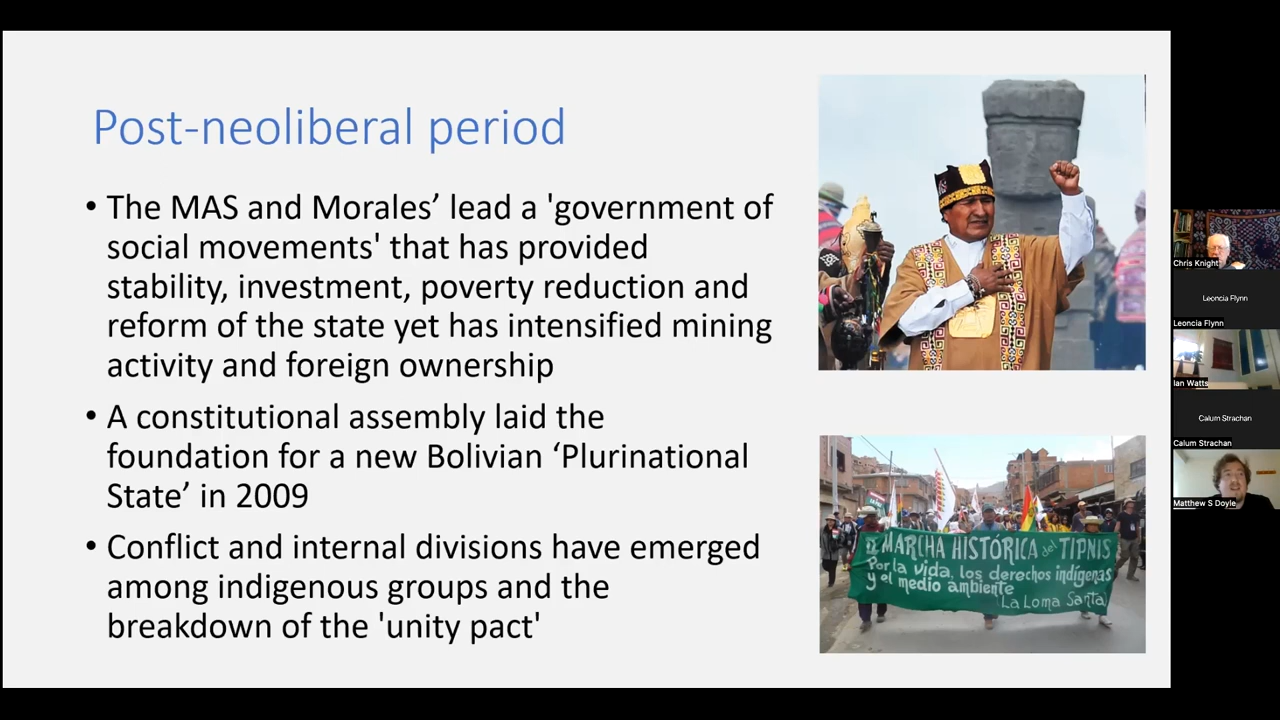 Post-neoliberal period
• The MAS and Morales’ lead a 'government of
social movements' that has provided
stability, investment, poverty reduction and
reform of the state yet has intensified mining
activity and foreign ownership
• A constitutional assembly laid the
foundation for a new Bolivian ‘Plurinational
State’ in 2009
• Conflict and internal divisions have emerged
among indigenous groups and the
breakdown of the 'unity pact'
MARCHA HISTÓRICA del TIPNIS
Por la vida, los derechos indígenas
y el medio ambiente
La Loma Santa
Chris Knight
Leoncia Flynn
Leoncia Flynn
Ian Watts
Calum Strachan
Calum Strachan
Matthew S Doyle